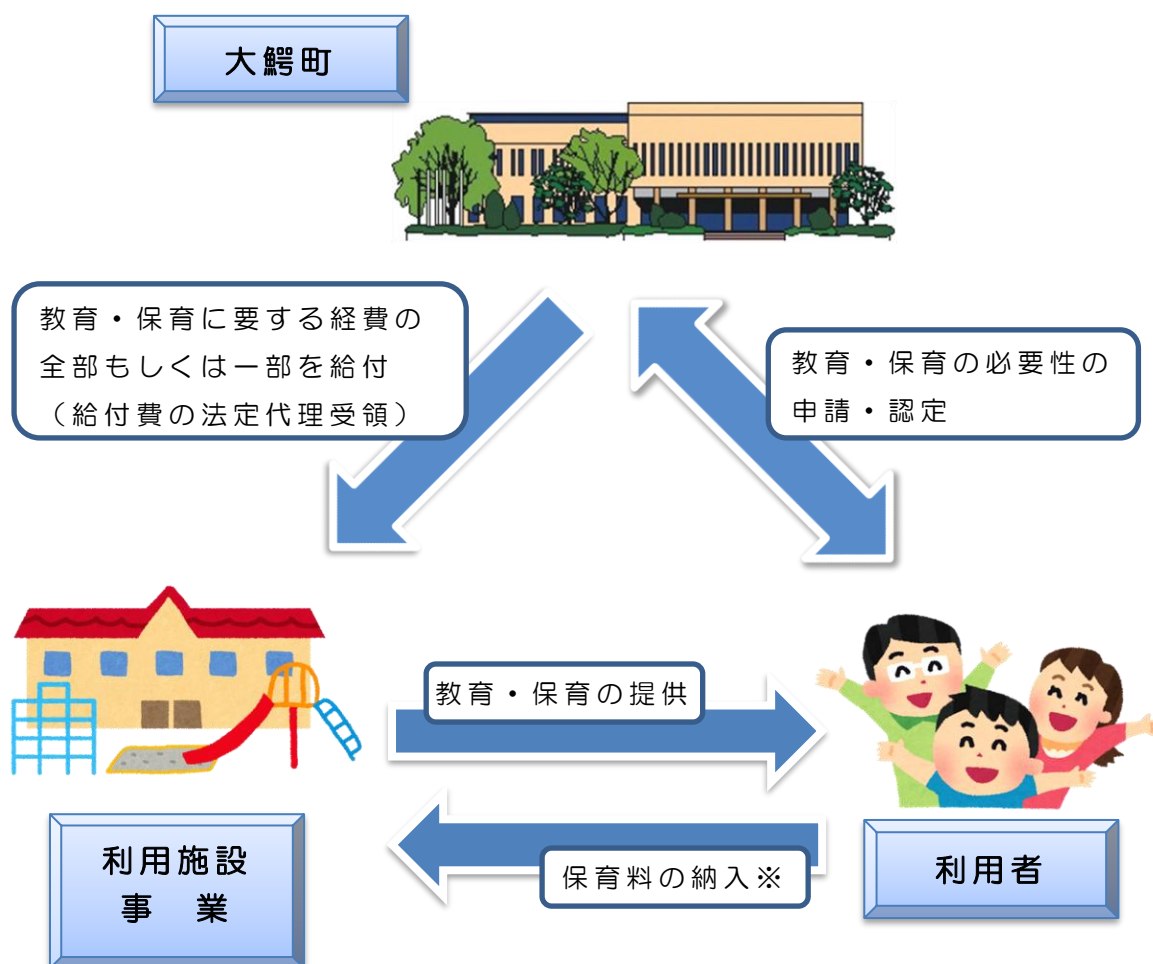 大鰐町
教育・保育に要する経費の
全部もしくは一部を給付
（給付費の法定代理受領）
教育・保育の必要性の
申請・認定
教育・保育の提供
保育料の納入※
利用施設
事　業
利用者